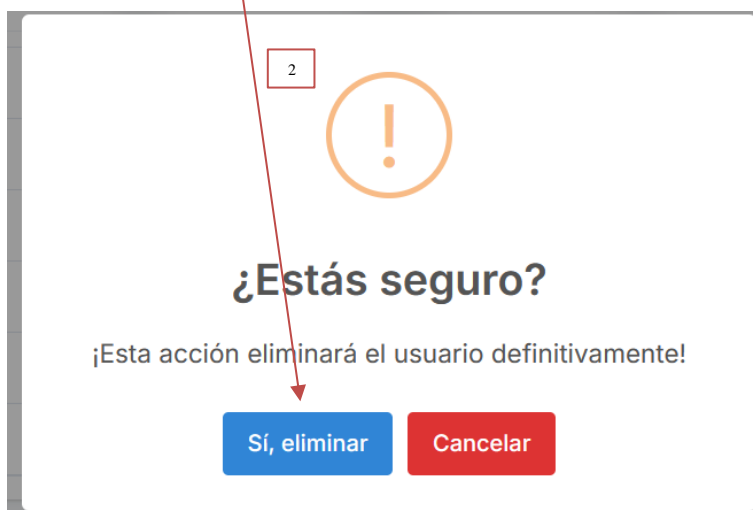 2
!
¿Estás seguro?
¡Esta acción eliminará el usuario definitivamente!
Sí, eliminar
Cancelar